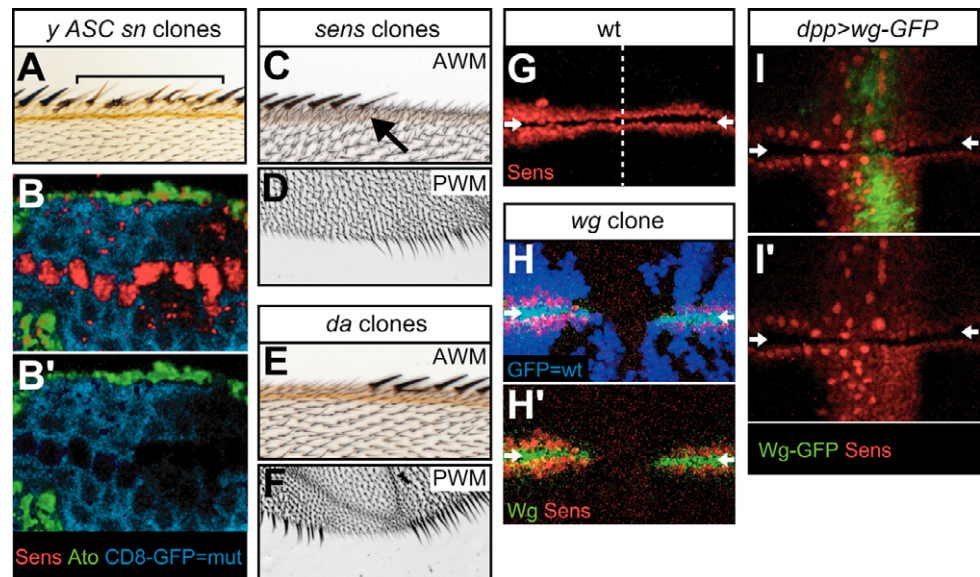 y ASC sn clones
A
B
B'
Sens Ato CD8-GFP=mut
sens clones
C
AWM
D
PWM
da clones
E
AWM
F
PWM
wt
G
Sens
wg clone
H
GFP=wt
H'
Wg Sens
dpp>wg-GFP
I
I'
Wg-GFP Sens